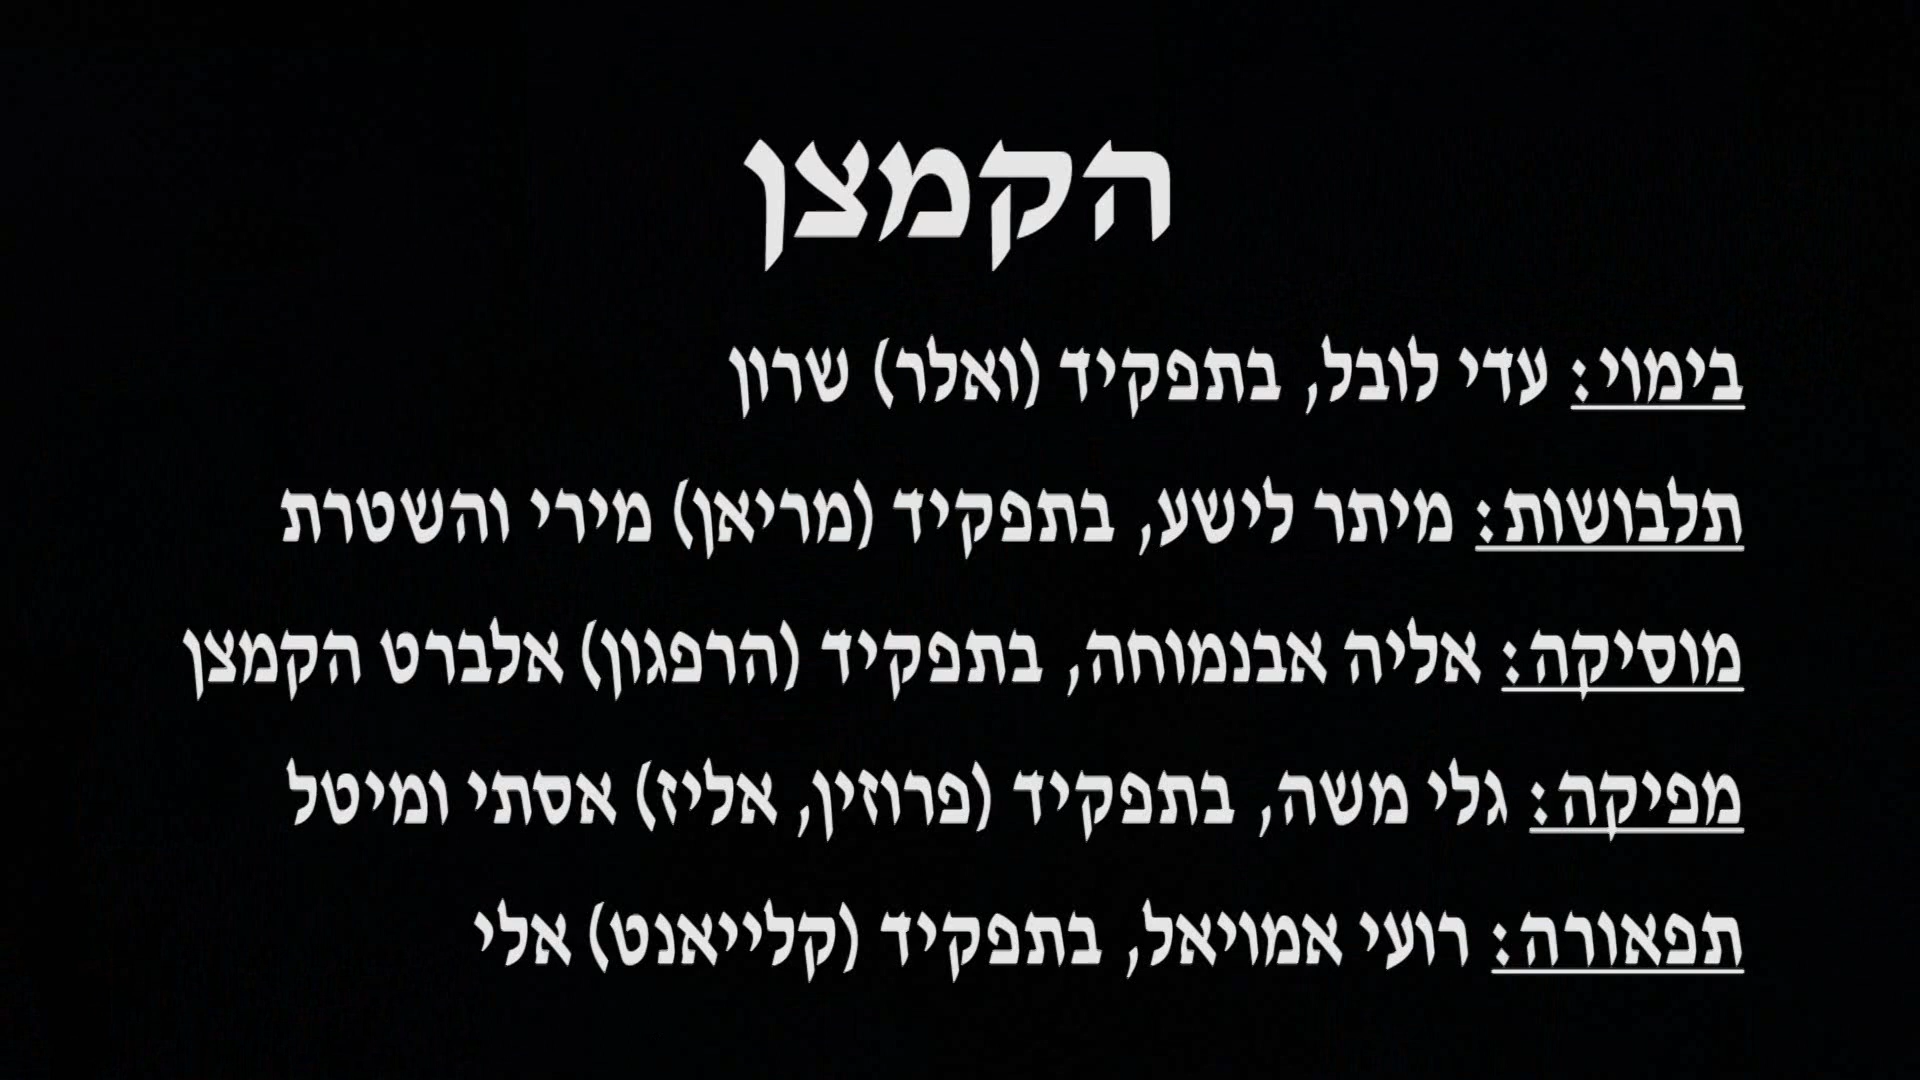 הקמצן
בימוי: עדי לובל, בתפקיד (ואלר) שרון
תלבושות: מיתר לישע, בתפקיד (מריאן) מירי והשטרת
מוסיקה: אליה אבנמוחה, בתפקיד (הרפגון) אלברט הקמצן
מפיקה: גלי משה, בתפקיד (פרוזין, אליז) אסתי ומיטל
תפאורה: רועי אמויאל, בתפקיד (קלייאנט) אלי